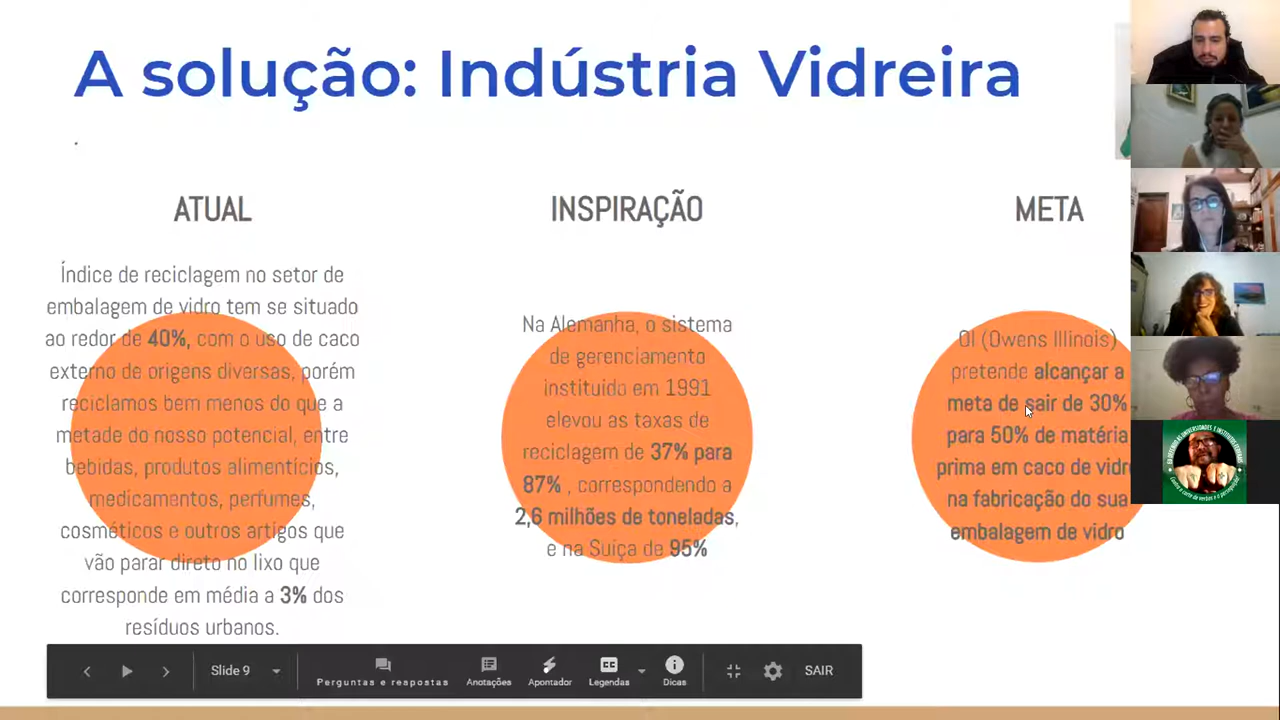 A solução: Indústria Vidreira
.
ATUAL
Índice de reciclagem no setor de
embalagem de vidro tem se situado
ao redor de 40%, com o uso de caco
externo de origens diversas, porém
reciclamos bem menos do que a
metade do nosso potencial, entre
bebidas, produtos alimentícios,
medicamentos, perfumes,
cosméticos e outros artigos que
vão parar direto no lixo que
corresponde em média a 3% dos
resíduos urbanos.
INSPIRAÇÃO
Na Alemanha, o sistema
de gerenciamento
instituido em 1991
elevou as taxas de
reciclagem de 37% para
87% , correspondendo a
2,6 milhões de toneladas,
e na Suíça de 95%
META
OI (Owens Illinois)
pretende alcançar a
meta de sair de 30%
para 50% de matéria
prima em caco de vidr
na fabricação do sua
embalagem de vidro
Slide 9
Perguntas e respostas
Anotações
Apontador
CC
Legendas
Dicas
SAIR